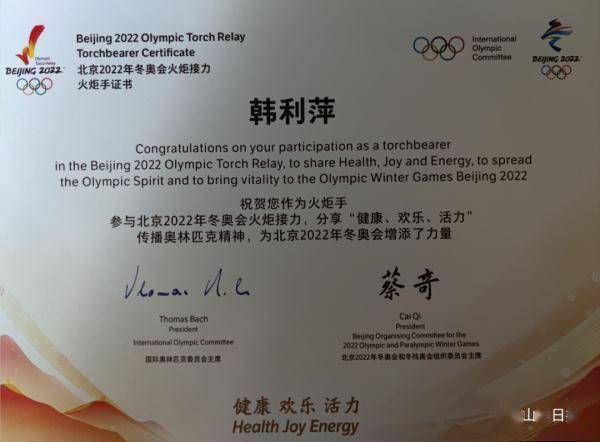 Beijing 2022 Olympic Torch Relay
Torchbearer Certificate
北京2022年冬奥会火炬接力
火炬手证书
Olympic
Torch Relay
BEIJING 2022
International
Olympic
Committee
BEIJING 2022
韩利萍
Congratulations on your participation as a torchbearer
in the Beijing 2022 Olympic Torch Relay, to share Health, Joy and Energy, to spread
the Olympic Spirit and to bring vitality to the Olympic Winter Games Beijing 2022
祝贺您作为火炬手
参与北京2022年冬奥会火炬接力，分享“健康、欢乐、活力”
传播奥林匹克精神，为北京2022年冬奥会增添了力量
蔡奇
Thomas Bach
President
International Olympic Committee
国际奥林匹克委员会主席
Cai Qi
President
Beijing Organising Committee for the
2022 Olympic and Paralympic Winter Games
北京2022年冬奥会和冬残奥会组织委员会主席
健康 欢乐 活力
Health Joy Energy
山 日